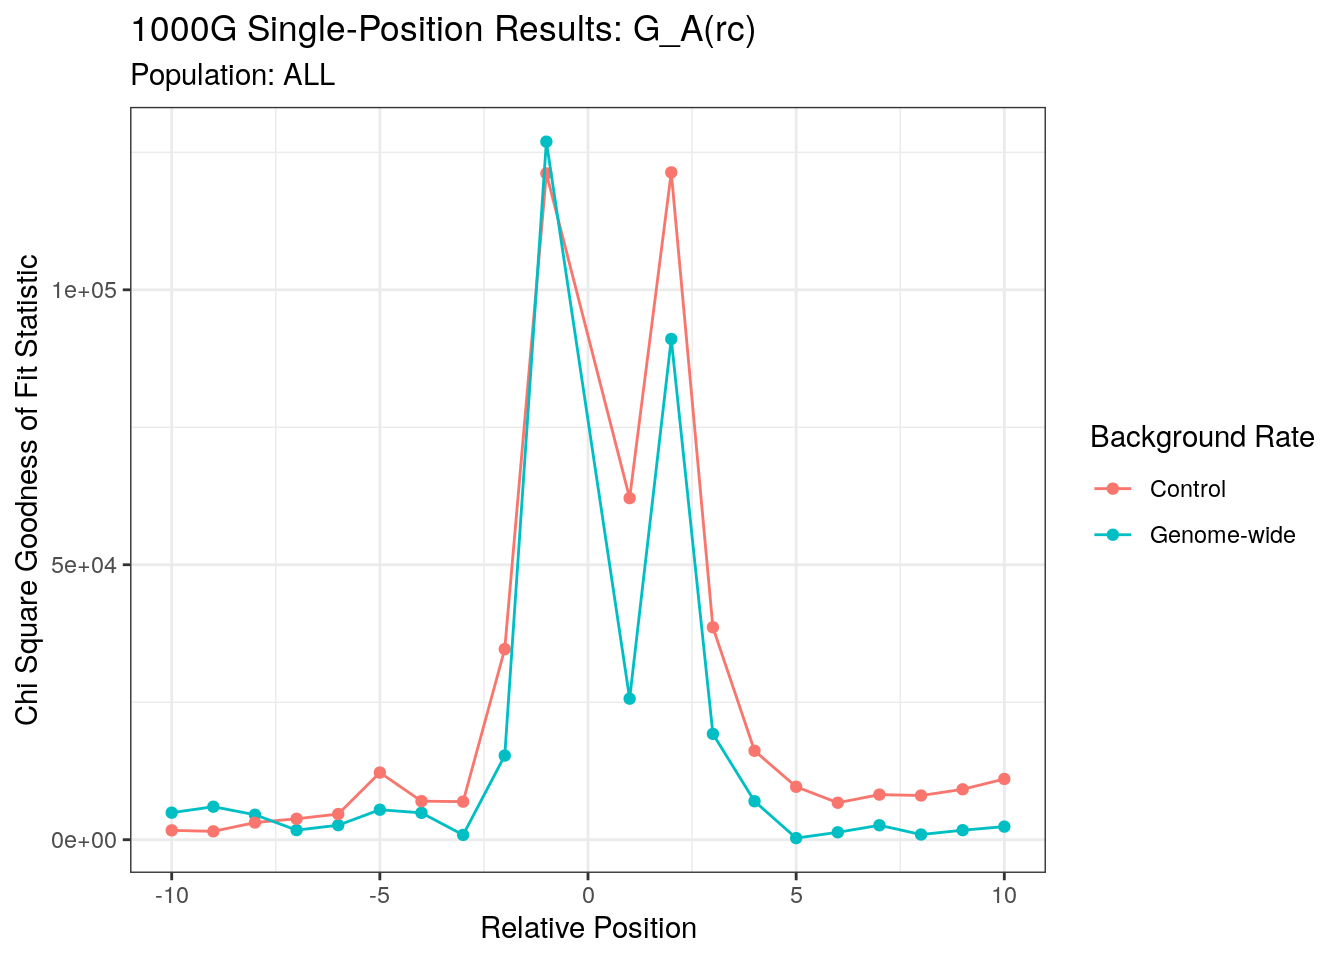 1000G Single-Position Results: G_A(rc)
Population: ALL
Chi Square Goodness of Fit Statistic
1e+05
5e+04
0e+00
-10 -5 0 5 10
Relative Position
Background Rate
Control
Genome-wide